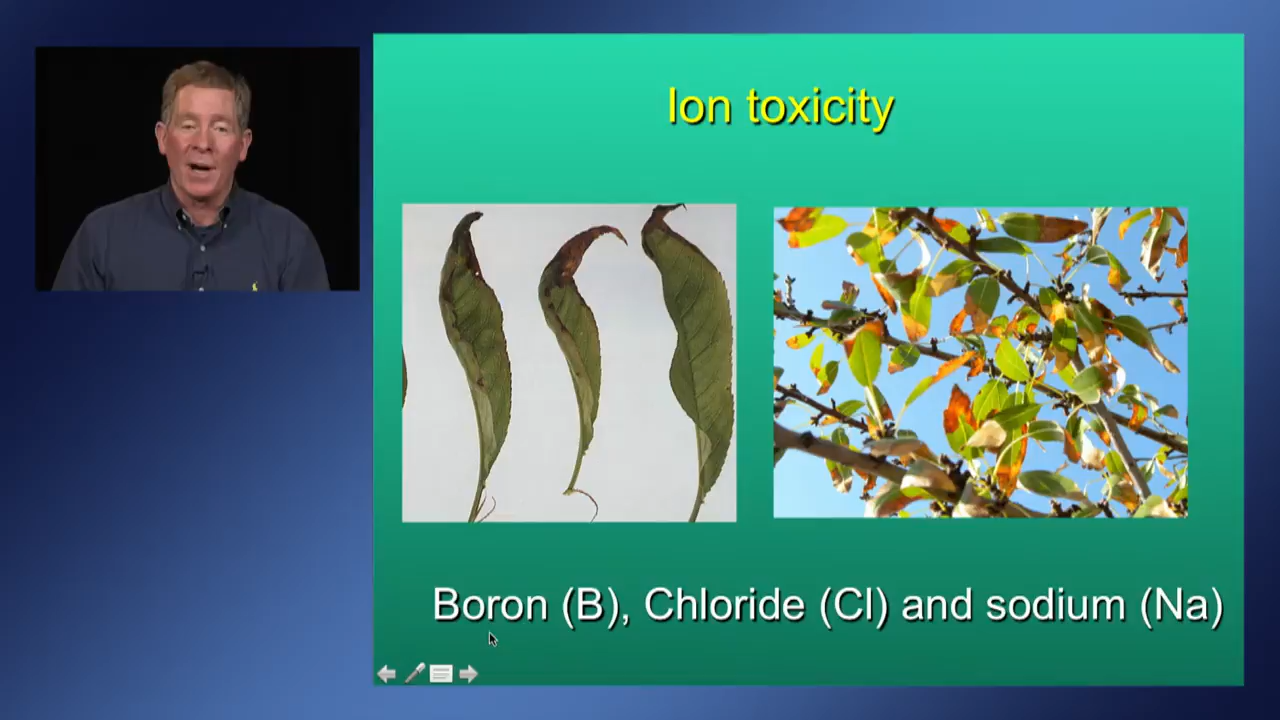 Ion toxicity
Boron (B), Chloride (Cl) and sodium (Na)